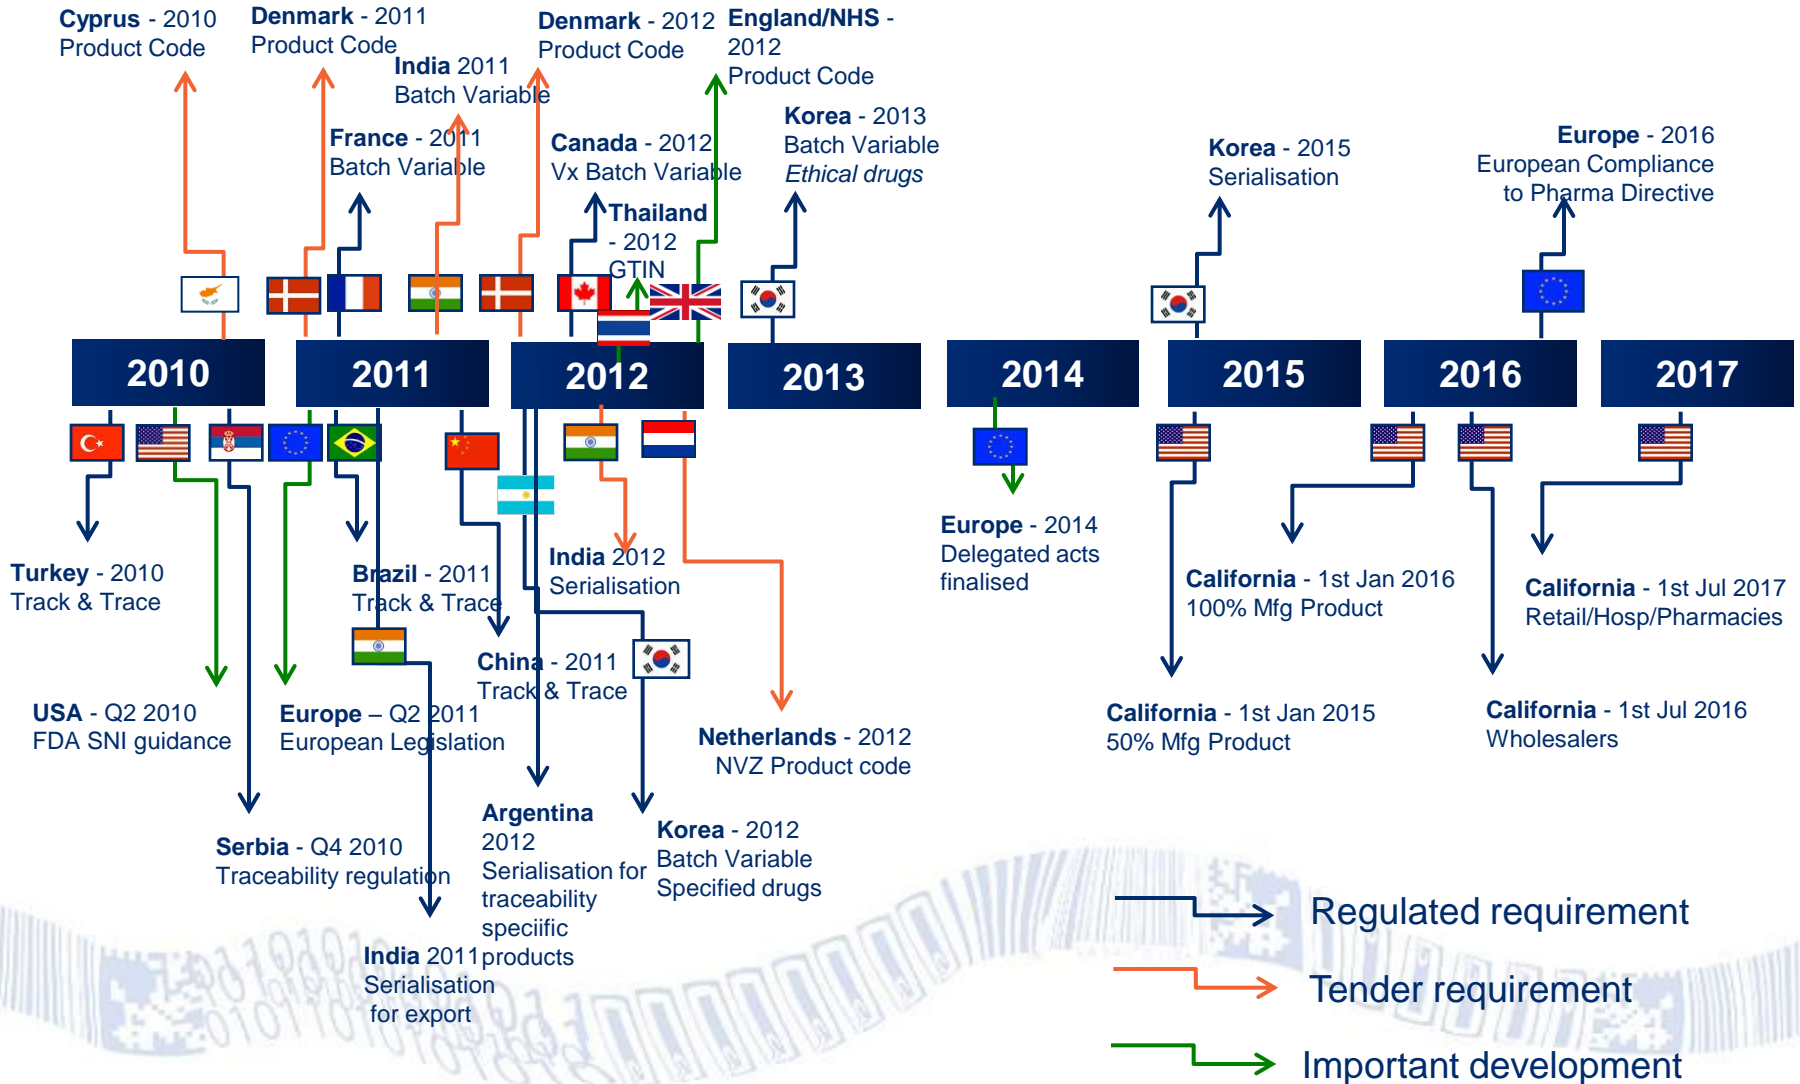 Cyprus - 2010
Product Code
Denmark - 2011
Product Code
India 2011
Batch Variable
France - 2011
Batch Variable
Denmark - 2012
Product Code
England/NHS -
2012
Product Code
Canada - 2012
Vx Batch Variable
Thailand
- 2012
GTIN
Korea - 2013
Batch Variable
Ethical drugs
Korea - 2015
Serialisation
Europe - 2016
European Compliance
to Pharma Directive
2010
2011
2012
2013
2014
2015
2016
2017
Turkey - 2010
Track & Trace
USA - Q2 2010
FDA SNI guidance
Serbia - Q4 2010
Traceability regulation
Europe – Q2 2011
European Legislation
Brazil - 2011
Track & Trace
India 2011
Serialisation
for export
China - 2011
Track & Trace
Argentina
2012
Serialisation for
traceability
speciific
products
India 2012
Serialisation
Korea - 2012
Batch Variable
Specified drugs
Netherlands - 2012
NVZ Product code
Europe - 2014
Delegated acts
finalised
California - 1st Jan 2015
50% Mfg Product
California - 1st Jan 2016
100% Mfg Product
California - 1st Jul 2016
Wholesalers
California - 1st Jul 2017
Retail/Hosp/Pharmacies
Regulated requirement
Tender requirement
Important development